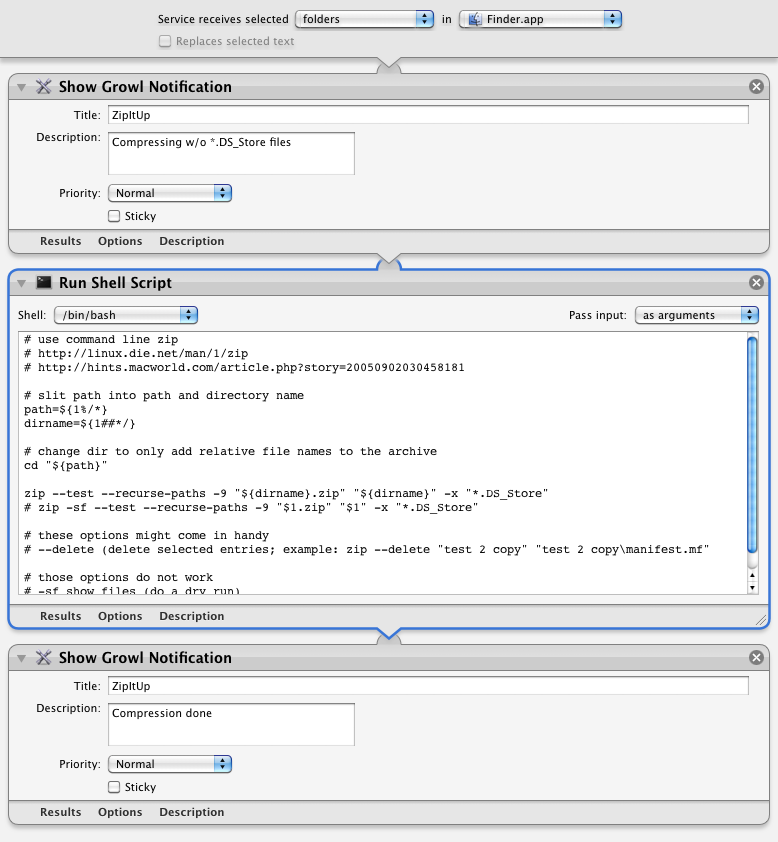 Service receives selected folders in Finder.app
Replaces selected text
Show Growl Notification
Title: ZipItUp
Description: Compressing w/o *.DS_Store files
Priority: Normal
Sticky
Results Options Description
Run Shell Script
Shell: /bin/bash Pass input: as arguments
# use command line zip
# http://linux.die.net/man/1/zip
# http://hints.macworld.com/article.php?story=20050902030458181
# slit path into path and directory name
path=${1%/*}
dirname=${1##*/}
# change dir to only add relative file names to the archive
cd "${path}"
zip --test --recurse-paths -9 "${dirname}.zip" "${dirname}" -x "*.DS_Store"
# zip -sf --test --recurse-paths -9 "$1.zip" "$1" -x "*.DS_Store"
# these options might come in handy
# --delete (delete selected entries; example: zip --delete "test 2 copy" "test 2 copy\manifest.mf"
# those options do not work
# -sf show files (do a dry run)
Results Options Description
Show Growl Notification
Title: ZipItUp
Description: Compression done
Priority: Normal
Sticky
Results Options Description